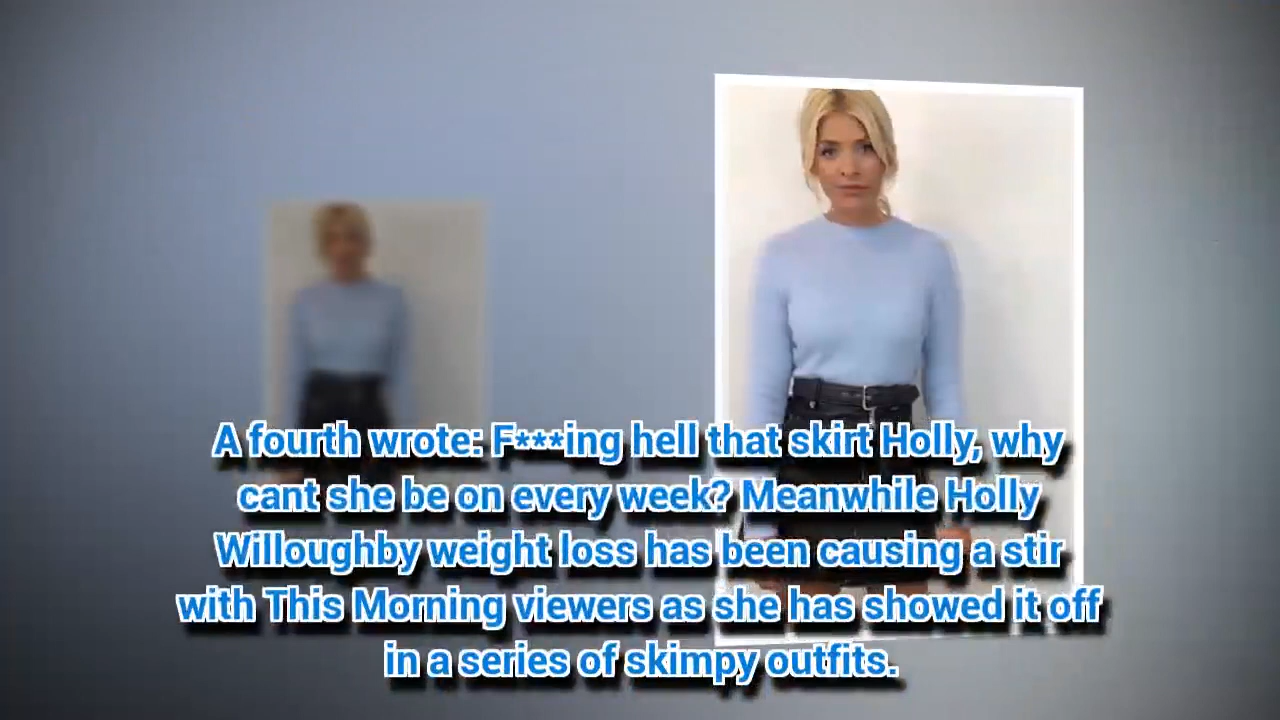 A fourth wrote: F***ing hell that skirt Holly, why
cant she be on every week? Meanwhile Holly
Willoughby weight loss has been causing a stir
with This Morning viewers as she has showed it off
in a series of skimpy outfits.